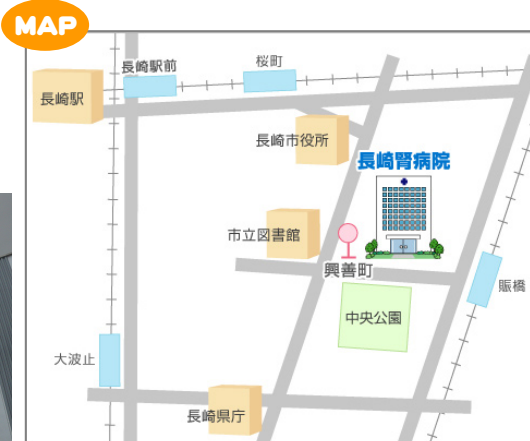 MAP
桜町
長崎駅前
長崎駅
長崎市役所
長崎腎病院
市立図書館
興善町
賑橋
中央公園
大波止
長崎県庁